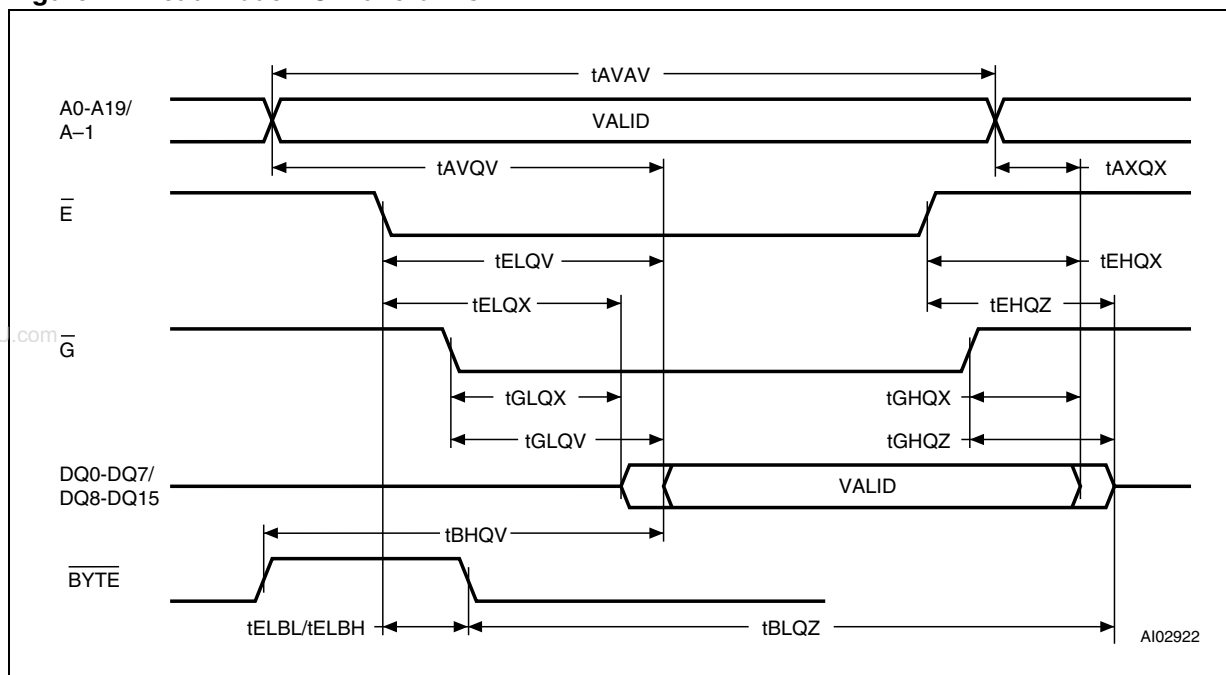 tAVAV
A0-A19/
A–1
VALID
tAVQV
tAXQX
E
tELQV
tEHQX
tELQX
tEHQZ
U.com
G
tGLQX
tGHQX
tGLQV
tGHQZ
DQ0-DQ7/
DQ8-DQ15
VALID
tBHQV
BYTE
tELBL/tELBH
tBLQZ
AI02922